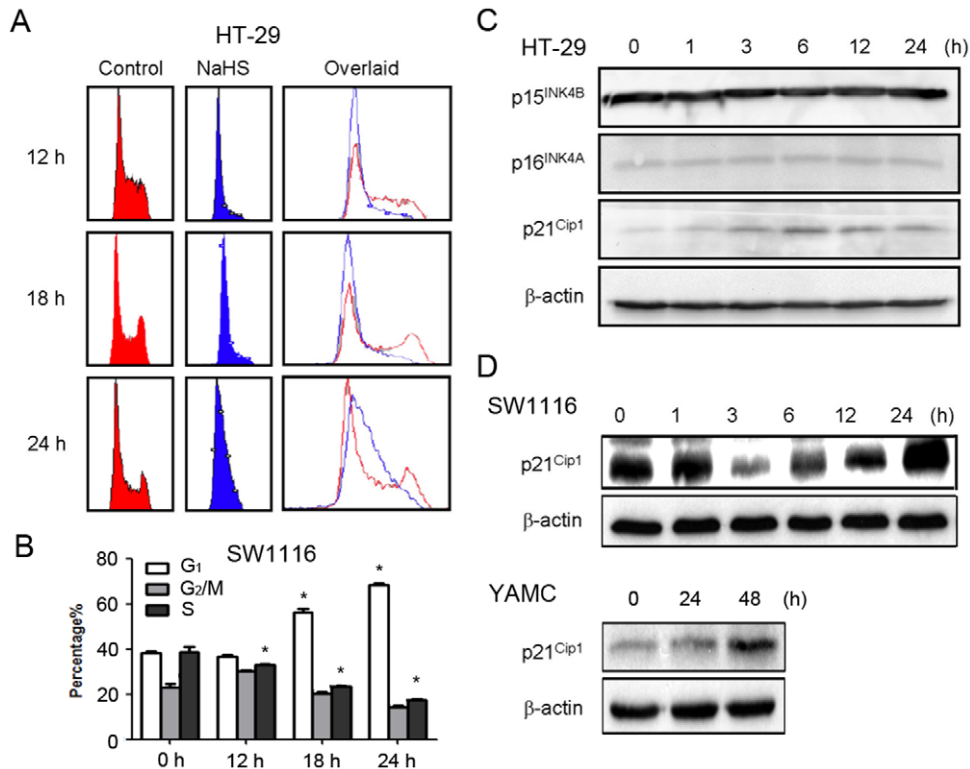 A
HT-29
Control NaHS Overlaid
12 h
18 h
24 h
B
SW1116
80
60
40
20
0
Percentage%
G1
G2/M
S
* * * * *
0 h 12 h 18 h 24 h
C
HT-29 0 1 3 6 12 24 (h)
p15INK4B
p16INK4A
p21Cip1
β-actin
D
SW1116
0 1 3 6 12 24 (h)
p21Cip1
β-actin
YAMC
0 24 48 (h)
p21Cip1
β-actin